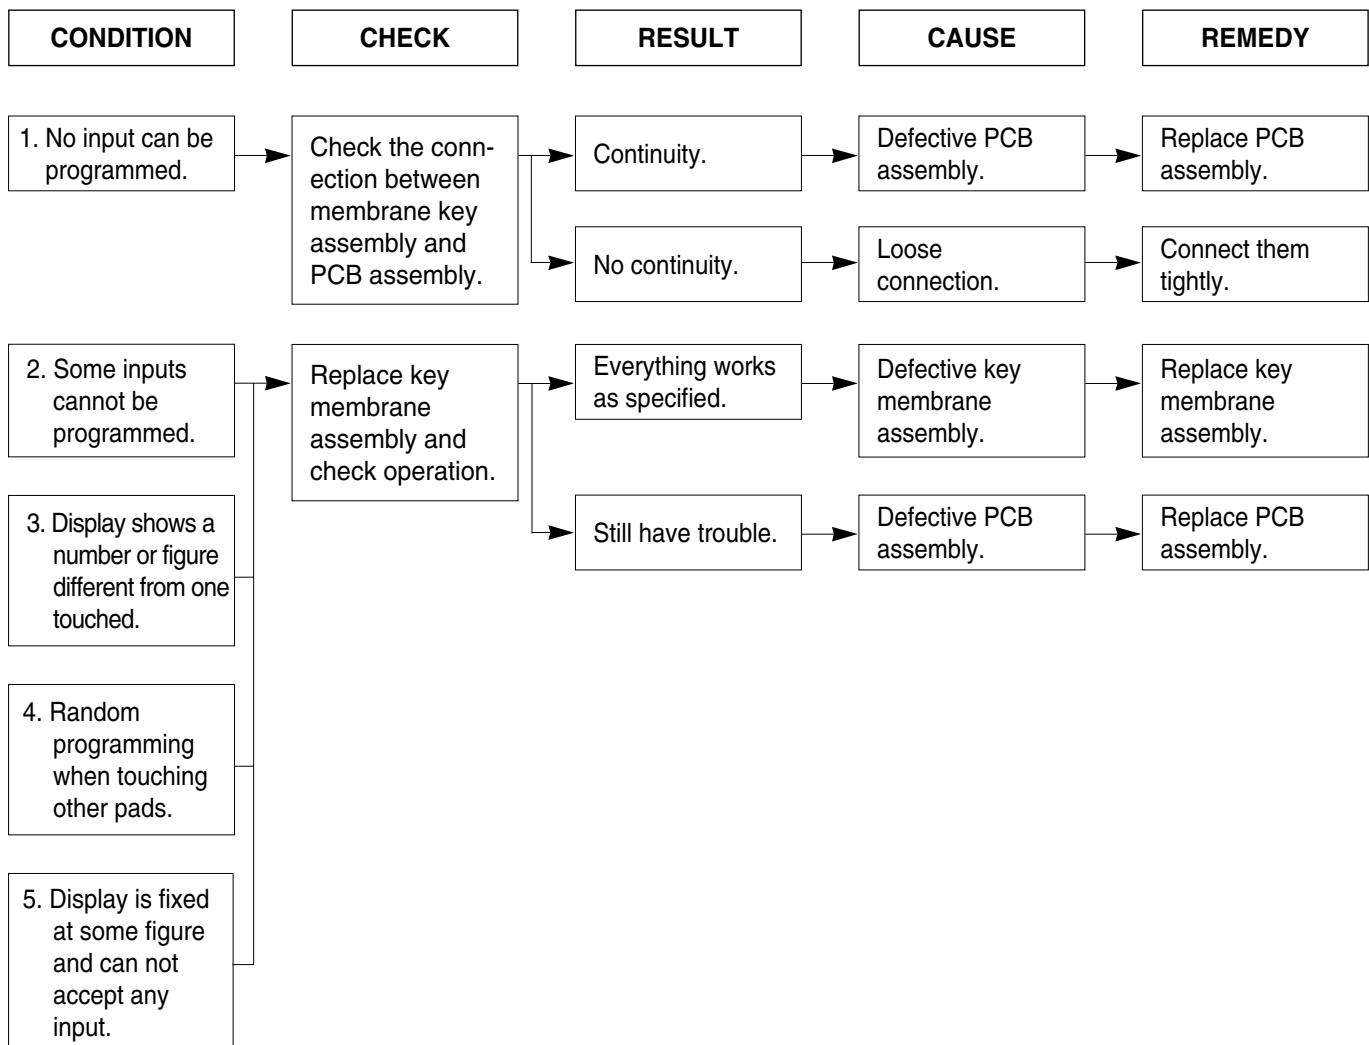 CONDITION
CHECK
RESULT
CAUSE
REMEDY
1. No input can be
programmed.
Check the conn-
ection between
membrane key
assembly and
PCB assembly.
Continuity.
Defective PCB
assembly.
Replace PCB
assembly.
No continuity.
Loose
connection.
Connect them
tightly.
2. Some inputs
cannot be
programmed.
Replace key
membrane
assembly and
check operation.
Everything works
as specified.
Defective key
membrane
assembly.
Replace key
membrane
assembly.
3. Display shows a
number or figure
different from one
touched.
Still have trouble.
Defective PCB
assembly.
Replace PCB
assembly.
4. Random
programming
when touching
other pads.
5. Display is fixed
at some figure
and can not
accept any
input.